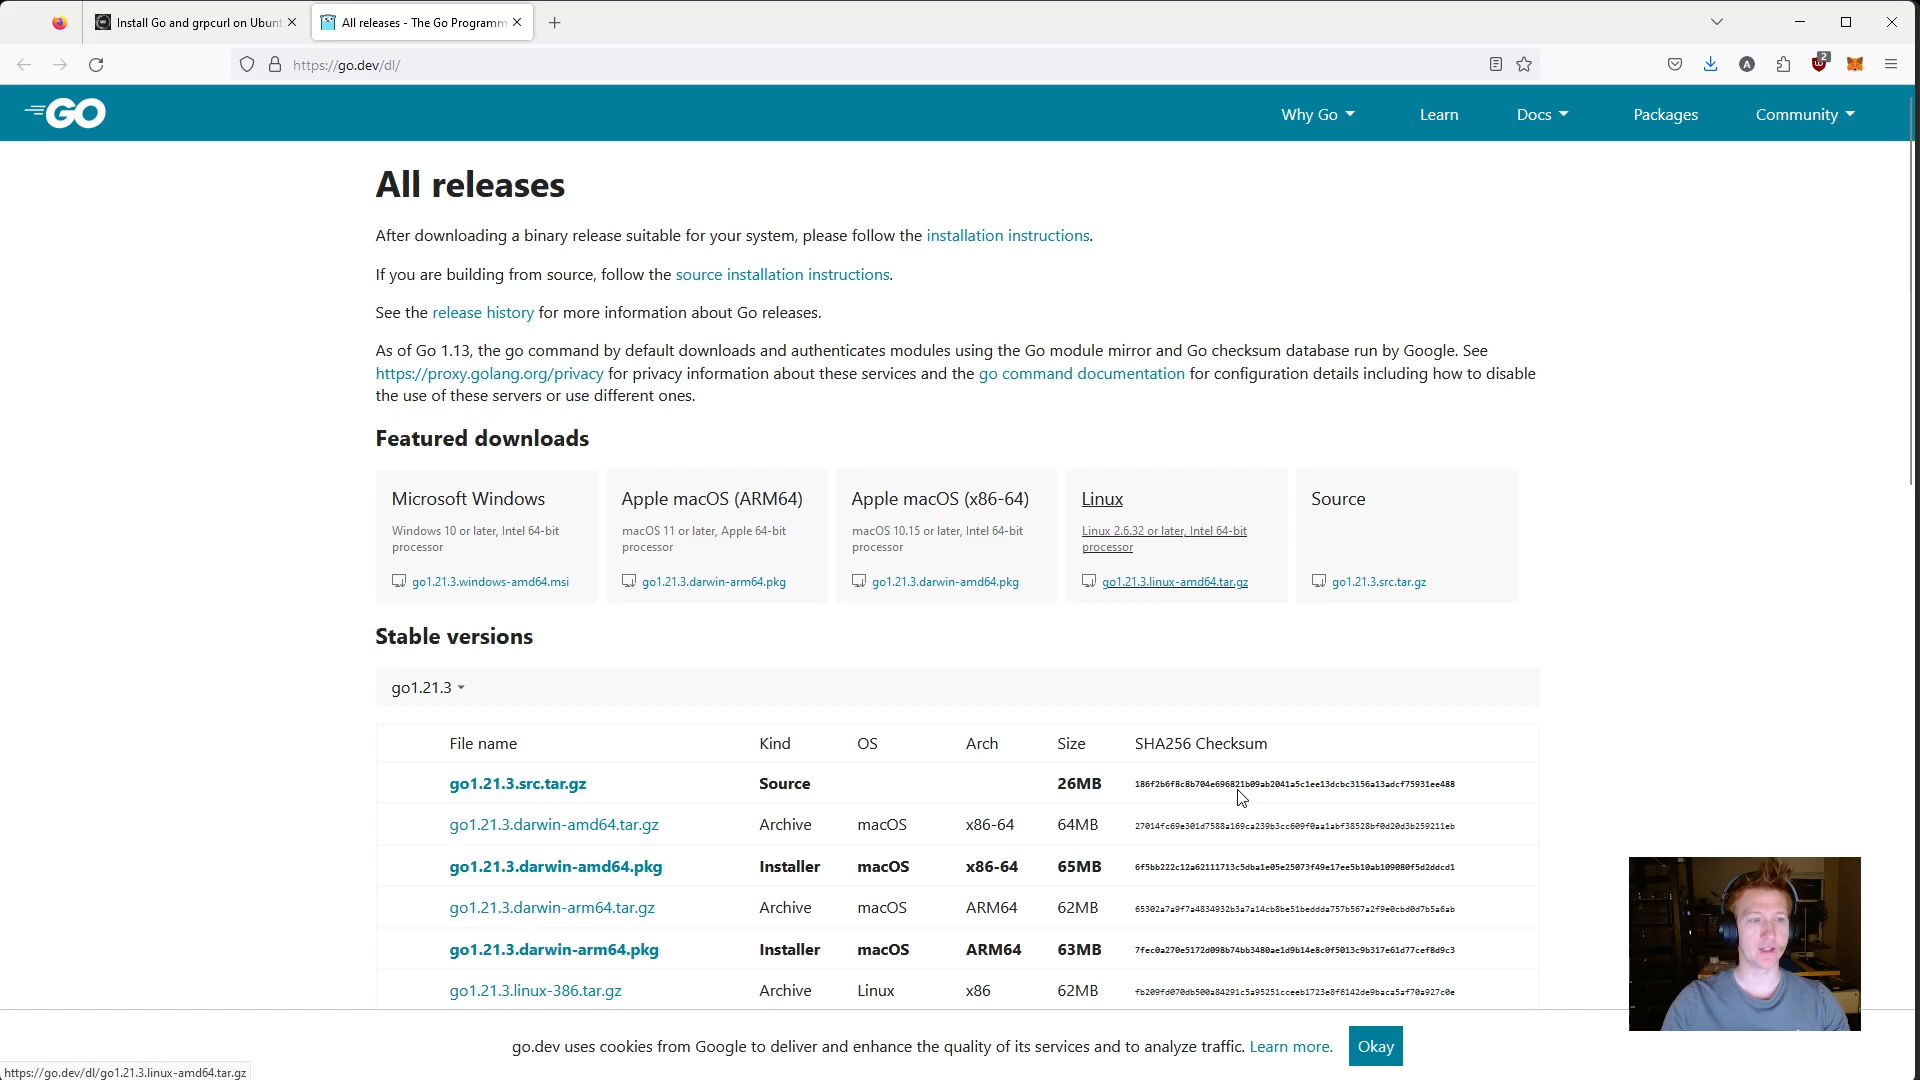 Install Go and grpcurl on Ubunt
All releases - The Go Programm
https://go.dev/dl/
2
A
GO
Why Go
Learn
Docs
Packages
Community
All releases
After downloading a binary release suitable for your system, please follow the installation instructions.
If you are building from source, follow the source installation instructions.
See the release history for more information about Go releases.
As of Go 1.13, the go command by default downloads and authenticates modules using the Go module mirror and Go checksum database run by Google. See
https://proxy.golang.org/privacy for privacy information about these services and the go command documentation for configuration details including how to disable
the use of these servers or use different ones.
Featured downloads
Microsoft Windows
Windows 10 or later, Intel 64-bit
processor
go1.21.3.windows-amd64.msi
Apple macOS (ARM64)
macOS 11 or later, Apple 64-bit
processor
go1.21.3.darwin-arm64.pkg
Apple macOS (x86-64)
macOS 10.15 or later, Intel 64-bit
processor
go1.21.3.darwin-amd64.pkg
Linux
Linux 2.6.32 or later, Intel 64-bit
processor
go1.21.3.linux-amd64.tar.gz
Source
go1.21.3.src.tar.gz
Stable versions
go1.21.3
File name Kind OS Arch Size SHA256 Checksum
go1.21.3.src.tar.gz Source 26MB 186f2b6f8c8b704e696821b09ab2041a5c1ee13dcbc3156a13adcf75931ee488
go1.21.3.darwin-amd64.tar.gz Archive macOS x86-64 64MB 27014fc69e301d7588a169ca239b3cc609f0aa1abf38528bf0d20d3b259211eb
go1.21.3.darwin-amd64.pkg Installer macOS x86-64 65MB 6f5bb222c12a62111713c5dba1e05e25073f49e17ee5b10ab109080f5d2ddcd1
go1.21.3.darwin-arm64.tar.gz Archive macOS ARM64 62MB 65302a7a9f7a4834932b3a7a14cb8be51beddda757b567a2f9e0cbd0d7b5a6ab
go1.21.3.darwin-arm64.pkg Installer macOS ARM64 63MB 7fec0a270e5172d098b74bb3480ae1d9b14e8c0f5013c9b317e61d77cef8d9c3
go1.21.3.linux-386.tar.gz Archive Linux x86 62MB fb209fd070db500a84291c5a95251cceeb1723e8f6142de9baca5af70a927c0e
go.dev uses cookies from Google to deliver and enhance the quality of its services and to analyze traffic. Learn more. Okay
https://go.dev/dl/go1.21.3.linux-amd64.tar.gz